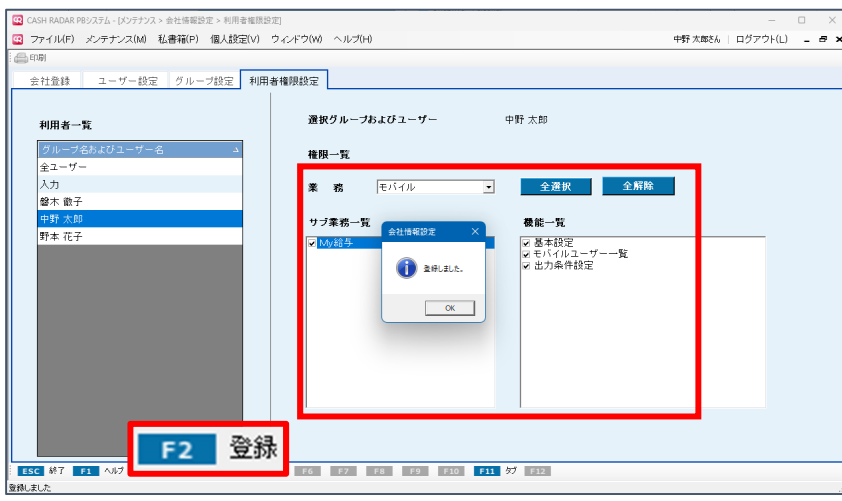 CASH RADAR PBシステム - [メンテナンス > 会社情報設定 > 利用者権限設定]
ファイル(F) メンテナンス(M) 私書箱(P) 個人設定(V) ウィンドウ(W) ヘルプ(H) 中野 太郎さん ログアウト(L)
印刷
会社登録 ユーザー設定 グループ設定 利用者権限設定
利用者一覧
選択グループおよびユーザー 中野 太郎
グループ名およびユーザー名
全ユーザー
入力
磐木 徹子
中野 太郎
野本 花子
権限一覧
業 務 モバイル 全選択 全解除
サブ業務一覧 機能一覧
My給与
基本設定
モバイルユーザー一覧
出力条件設定
会社情報設定
登録しました。
OK
F2 登録
ESC 終了 F1 ヘルプ F6 F7 F8 F9 F10 F11 タブ F12
登録しました